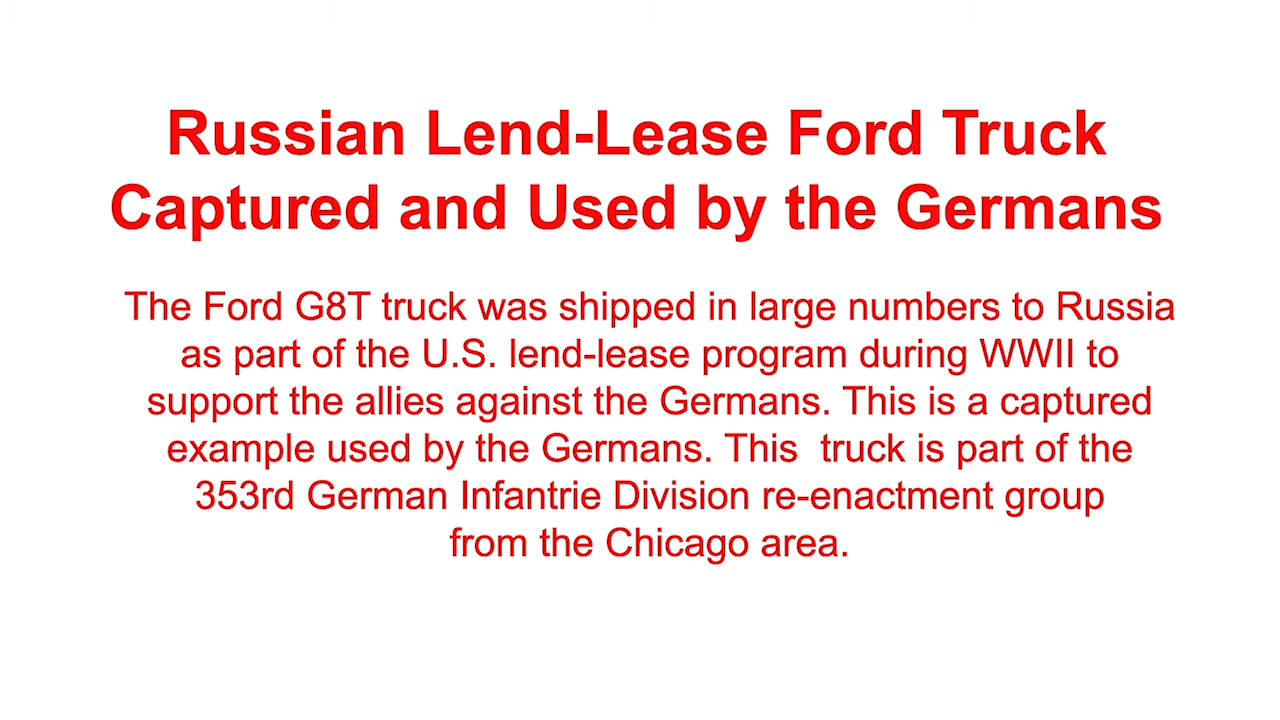 Russian Lend-Lease Ford Truck
Captured and Used by the Germans
The Ford G8T truck was shipped in large numbers to Russia
as part of the U.S. lend-lease program during WWII to
support the allies against the Germans. This is a captured
example used by the Germans. This  truck is part of the
353rd German Infantrie Division re-enactment group
from the Chicago area.